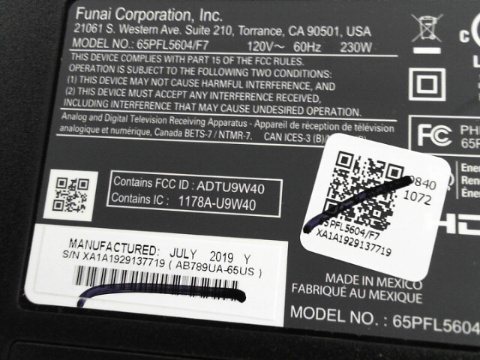 Funai Corporation, Inc.
21061 S. Western Ave. Suite 210, Torrance, CA 90501, USA
MODEL NO.: 65PFL5604/F7 120V~ 60Hz 230W
THIS DEVICE COMPLIES WITH PART 15 OF THE FCC RULES.
OPERATION IS SUBJECT TO THE FOLLOWING TWO CONDITIONS:
(1) THIS DEVICE MAY NOT CAUSE HARMFUL INTERFERENCE, AND
(2) THIS DEVICE MUST ACCEPT ANY INTERFERENCE RECEIVED,
INCLUDING INTERFERENCE THAT MAY CAUSE UNDESIRED OPERATION.
Analog and Digital Television Receiving Apparatus - Appareil de réception de télévision
analogique et numérique, Canada BETS-7 / NTMR-7. CAN ICES-3 (B)
FC
Contains FCC ID : ADTU9W40
Contains IC : 1178A-U9W40
9840
1072
65PFL5604/F7
XA1A1929137719
MANUFACTURED: JULY 2019 Y
S/N XA1A1929137719 ( AB789UA-65US )
MADE IN MEXICO
FABRIQUÉ AU MEXIQUE
MODEL NO. : 65PFL5604